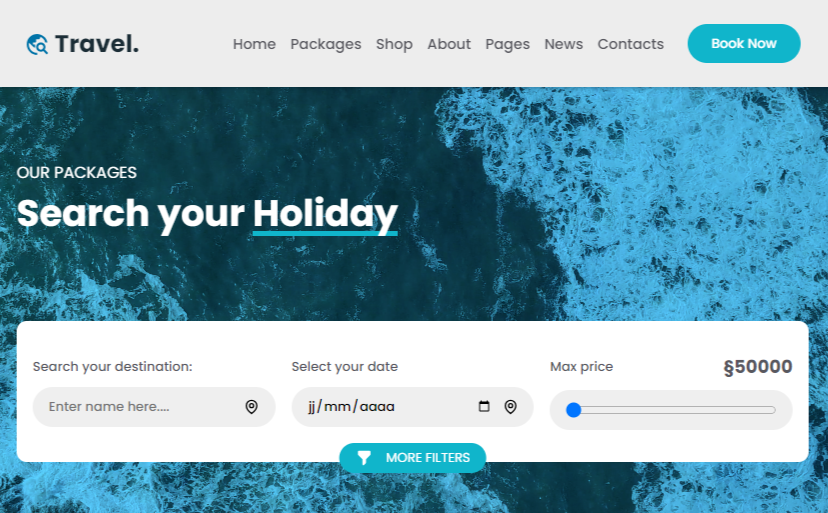 Travel.
Home Packages Shop About Pages News Contacts Book Now
OUR PACKAGES
Search your Holiday
Search your destination: Select your date Max price §50000
Enter name here.... jj/mm/aaaa
MORE FILTERS